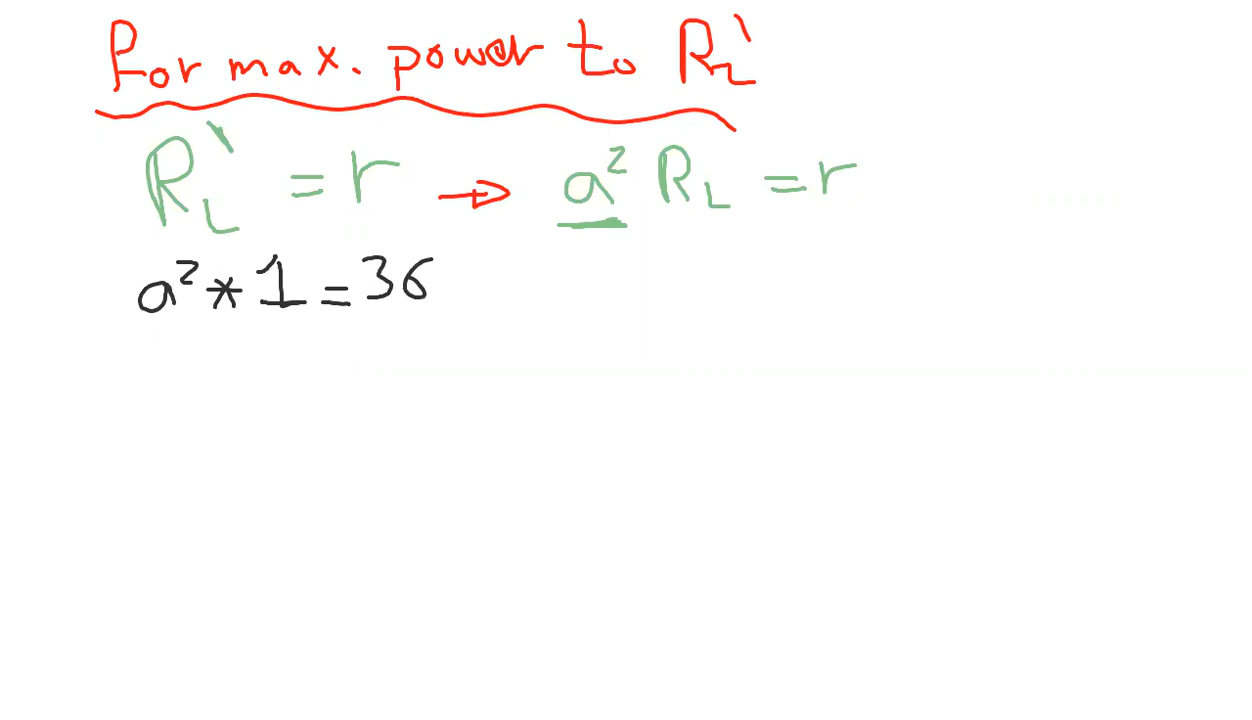 For max. power to RL'
RL' = r → a² RL = r
a² * 1 = 36